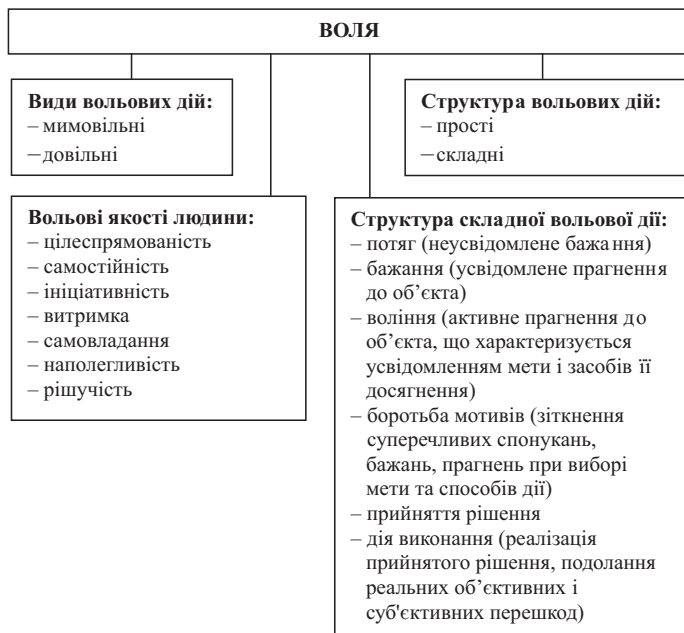 ВОЛЯ
Види вольових дій:
– мимовільні
– довільні
Структура вольових дій:
– прості
– складні
Вольові якості людини:
– цілеспрямованість
– самостійність
– ініціативність
– витримка
– самовладання
– наполегливість
– рішучість
Структура складної вольової дії:
– потяг (неусвідомлене бажання)
– бажання (усвідомлене прагнення
до об’єкта)
– воління (активне прагнення до
об’єкта, що характеризується
усвідомленням мети і засобів її
досягнення)
– боротьба мотивів (зіткнення
суперечливих спонукань,
бажань, прагнень при виборі
мети та способів дії)
– прийняття рішення
– дія виконання (реалізація
прийнятого рішення, подолання
реальних об’єктивних і
суб'єктивних перешкод)